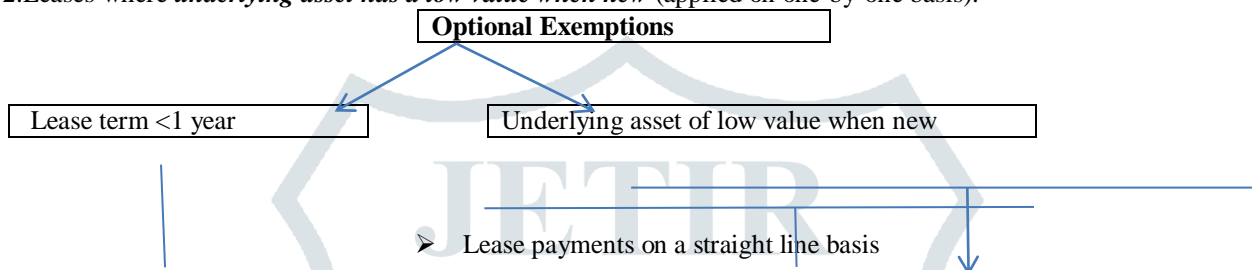 2.Leases where underlying asset has a low value when new (applied on one-by-one basis).
Optional Exemptions
Lease term <1 year
Underlying asset of low value when new
JETIR
➢ Lease payments on a straight line basis